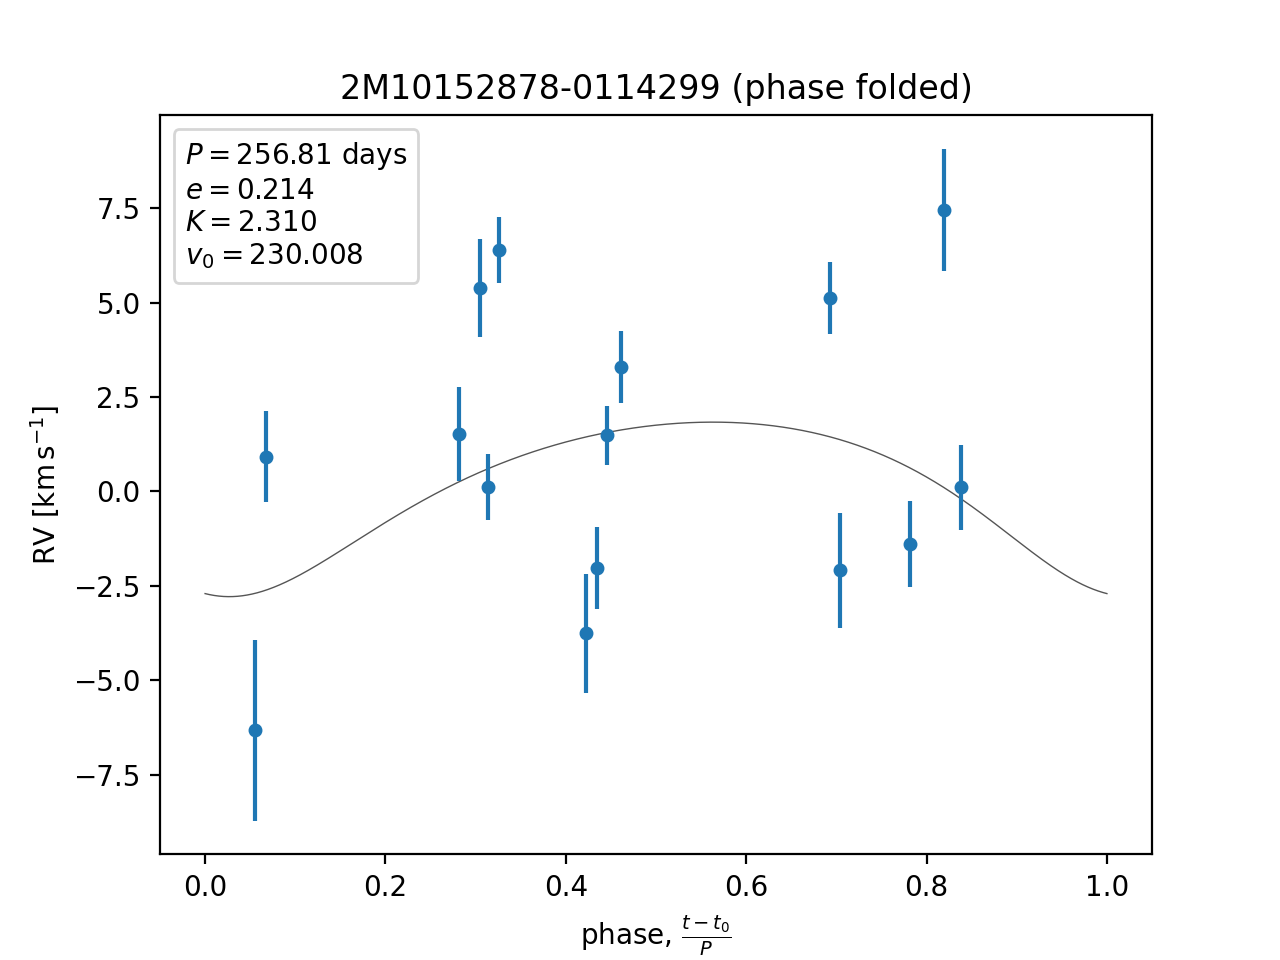 2M10152878-0114299 (phase folded)
P = 256.81 days
e = 0.214
K = 2.310
v₀ = 230.008
7.5
5.0
2.5
0.0
−2.5
−5.0
−7.5
RV [km s⁻¹]
0.0 0.2 0.4 0.6 0.8 1.0
phase, (t − t₀)/P